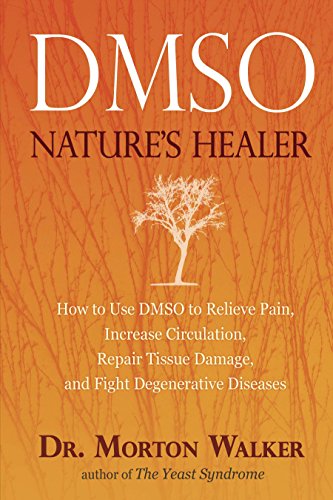 DMSO
NATURE'S HEALER
How to Use DMSO to Relieve Pain,
Increase Circulation,
Repair Tissue Damage,
and Fight Degenerative Diseases
DR. MORTON WALKER
author of The Yeast Syndrome